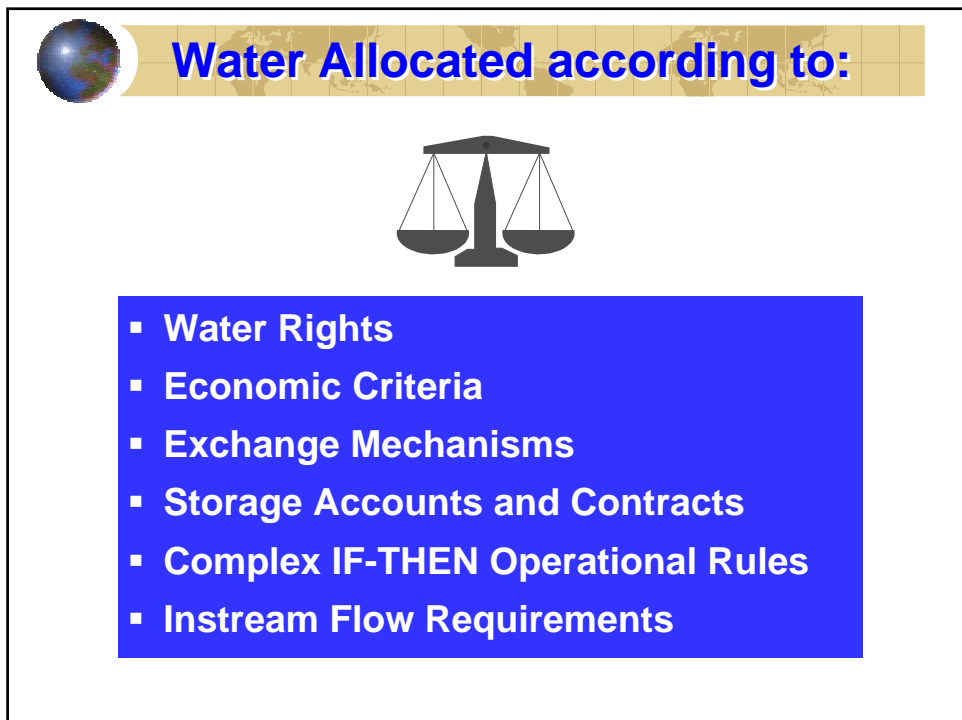 Water Allocated according to:
▪ Water Rights
▪ Economic Criteria
▪ Exchange Mechanisms
▪ Storage Accounts and Contracts
▪ Complex IF-THEN Operational Rules
▪ Instream Flow Requirements